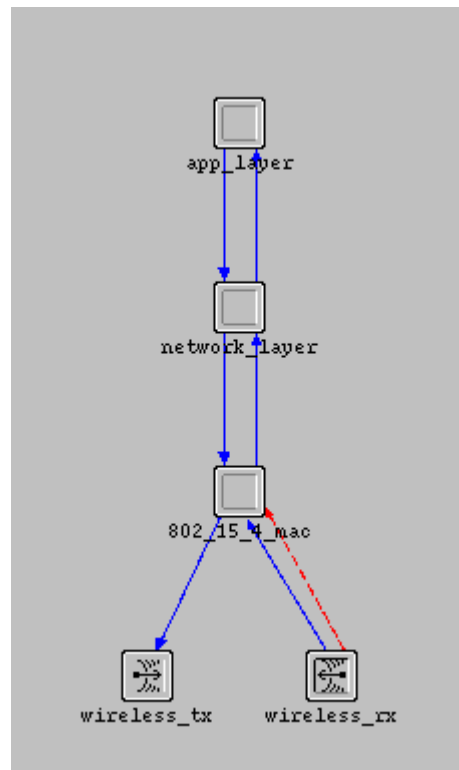 app_layer
network_layer
802_15_4_mac
wireless_tx
wireless_rx